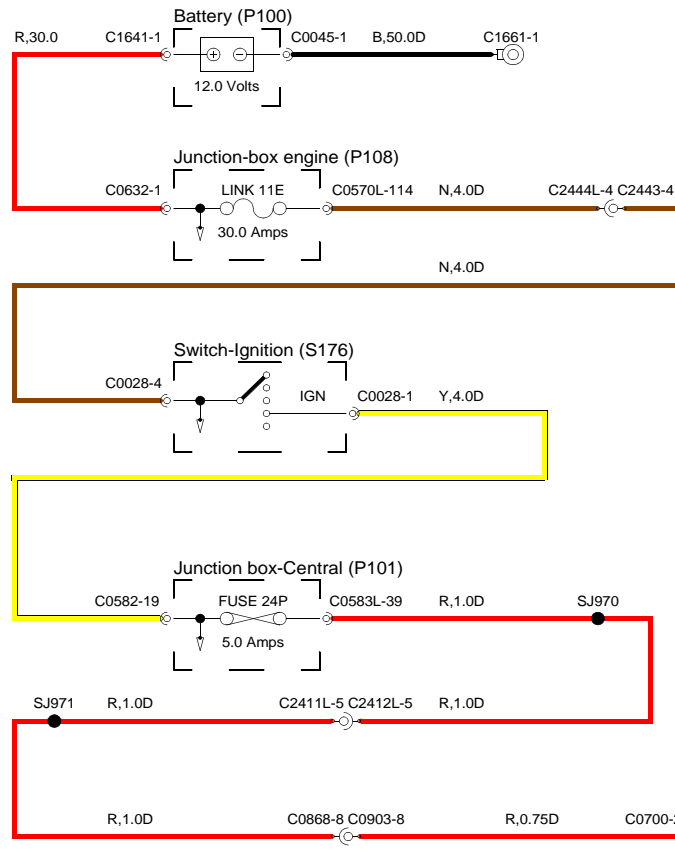 Battery (P100)
R,30.0 C1641-1 C0045-1 B,50.0D C1661-1
12.0 Volts
Junction-box engine (P108)
C0632-1 LINK 11E C0570L-114 N,4.0D C2444L-4 C2443-4
30.0 Amps
N,4.0D
Switch-Ignition (S176)
C0028-4 IGN C0028-1 Y,4.0D
Junction box-Central (P101)
C0582-19 FUSE 24P C0583L-39 R,1.0D SJ970
5.0 Amps
SJ971 R,1.0D C2411L-5 C2412L-5 R,1.0D
R,1.0D C0868-8 C0903-8 R,0.75D